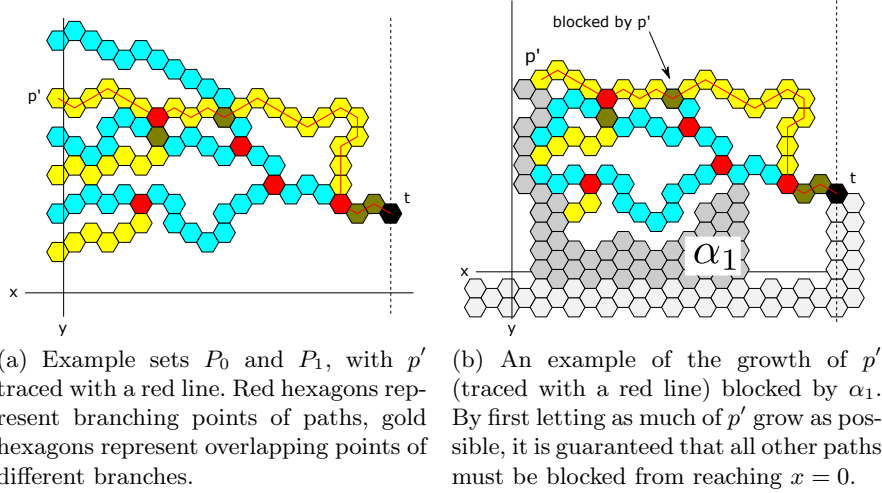 blocked by p'
p'
p'
t
t
α₁
x
x
y
y
(a) Example sets P₀ and P₁, with p′
traced with a red line. Red hexagons rep-
resent branching points of paths, gold
hexagons represent overlapping points of
different branches.
(b) An example of the growth of p′
(traced with a red line) blocked by α₁.
By first letting as much of p′ grow as pos-
sible, it is guaranteed that all other paths
must be blocked from reaching x = 0.